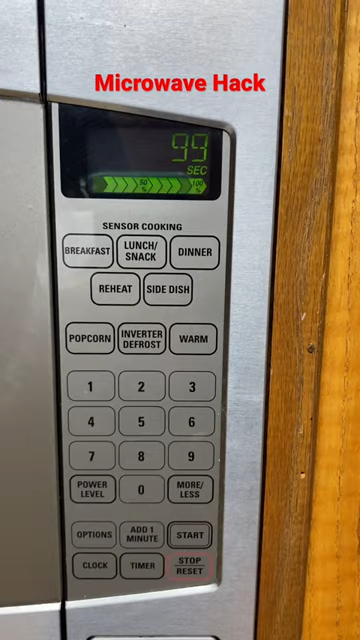 Microwave Hack
99
SEC
50
%
100
%
SENSOR COOKING
BREAKFAST
LUNCH/
SNACK
DINNER
REHEAT
SIDE DISH
POPCORN
INVERTER
DEFROST
WARM
1
2
3
4
5
6
7
8
9
POWER
LEVEL
0
MORE/
LESS
OPTIONS
ADD 1
MINUTE
START
CLOCK
TIMER
STOP
RESET